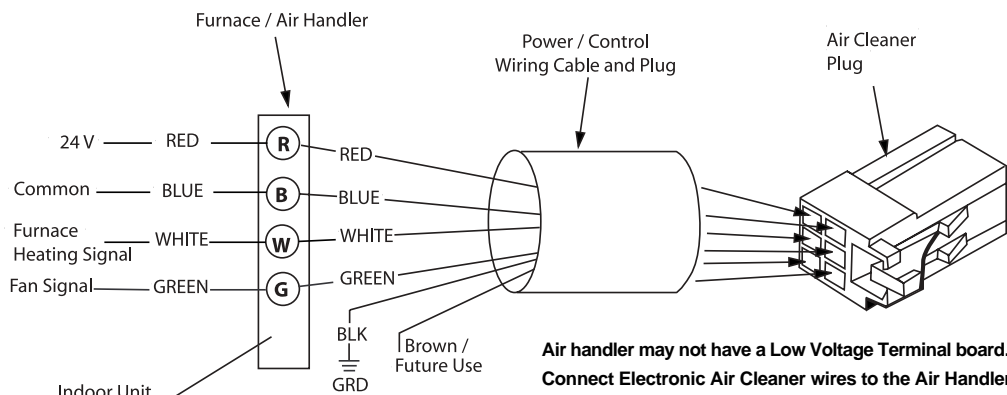 Furnace / Air Handler
Power / Control
Wiring Cable and Plug
Air Cleaner
Plug
24 V
RED
R
RED
Common
BLUE
B
BLUE
Furnace
Heating Signal
WHITE
W
WHITE
Fan Signal
GREEN
G
GREEN
BLK
GRD
Brown /
Future Use
Indoor Unit
Air handler may not have a Low Voltage Terminal board.
Connect Electronic Air Cleaner wires to the Air Handler